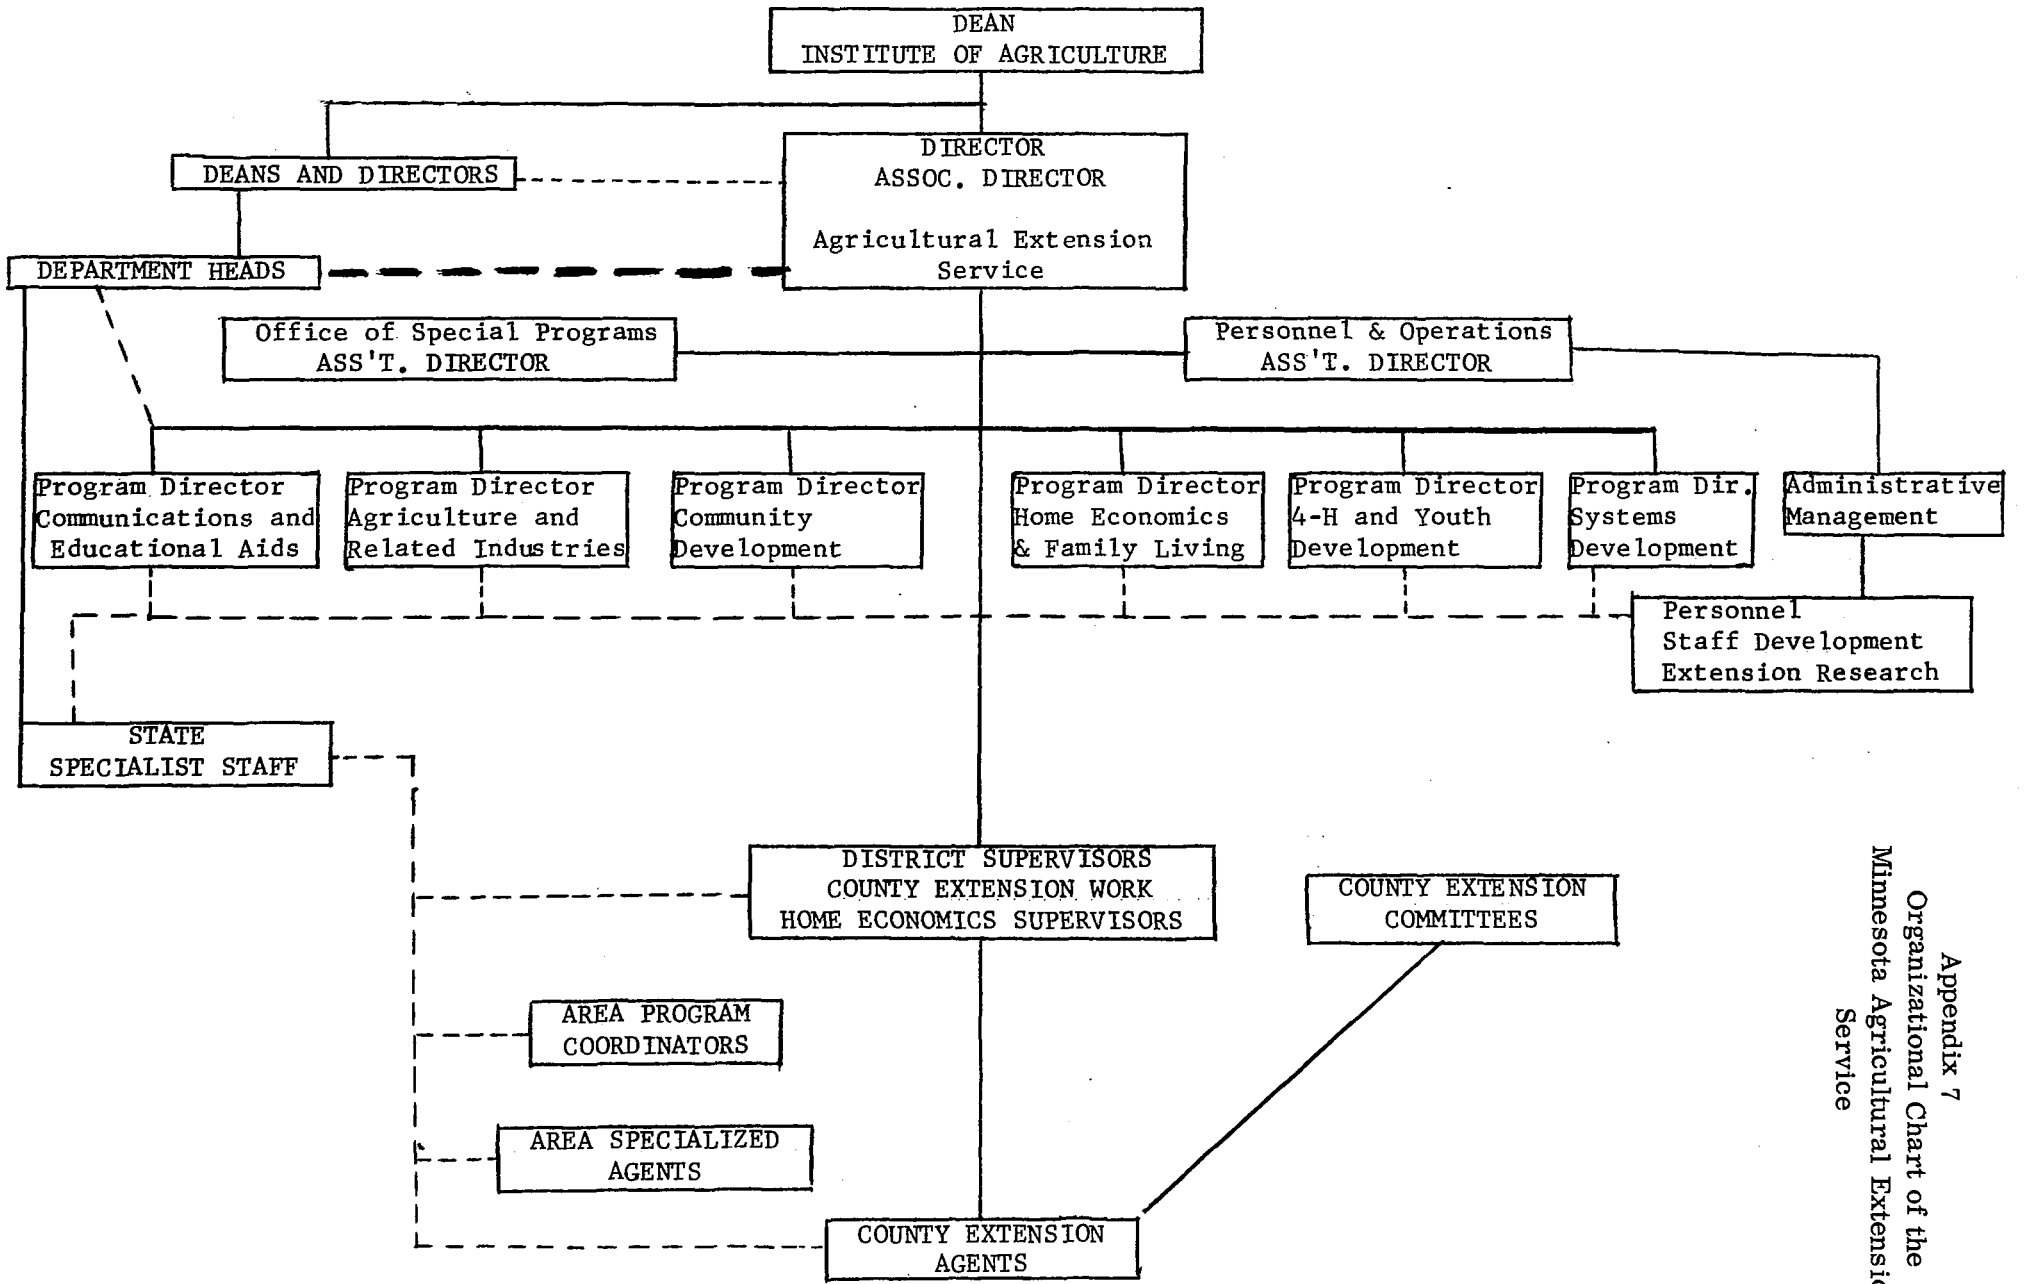 DEAN
INSTITUTE OF AGRICULTURE
DIRECTOR
ASSOC. DIRECTOR
Agricultural Extension
Service
DEANS AND DIRECTORS
DEPARTMENT HEADS
Office of Special Programs
ASS'T. DIRECTOR
Personnel & Operations
ASS'T. DIRECTOR
Program Director
Communications and
Educational Aids
Program Director
Agriculture and
Related Industries
Program Director
Community
Development
Program Director
Home Economics
& Family Living
Program Director
4-H and Youth
Development
Program Dir.
Systems
Development
Administrative
Management
Personnel
Staff Development
Extension Research
STATE
SPECIALIST STAFF
DISTRICT SUPERVISORS
COUNTY EXTENSION WORK
HOME ECONOMICS SUPERVISORS
COUNTY EXTENSION
COMMITTEES
AREA PROGRAM
COORDINATORS
AREA SPECIALIZED
AGENTS
COUNTY EXTENSION
AGENTS
Appendix 7
Organizational Chart of the
Minnesota Agricultural
Service